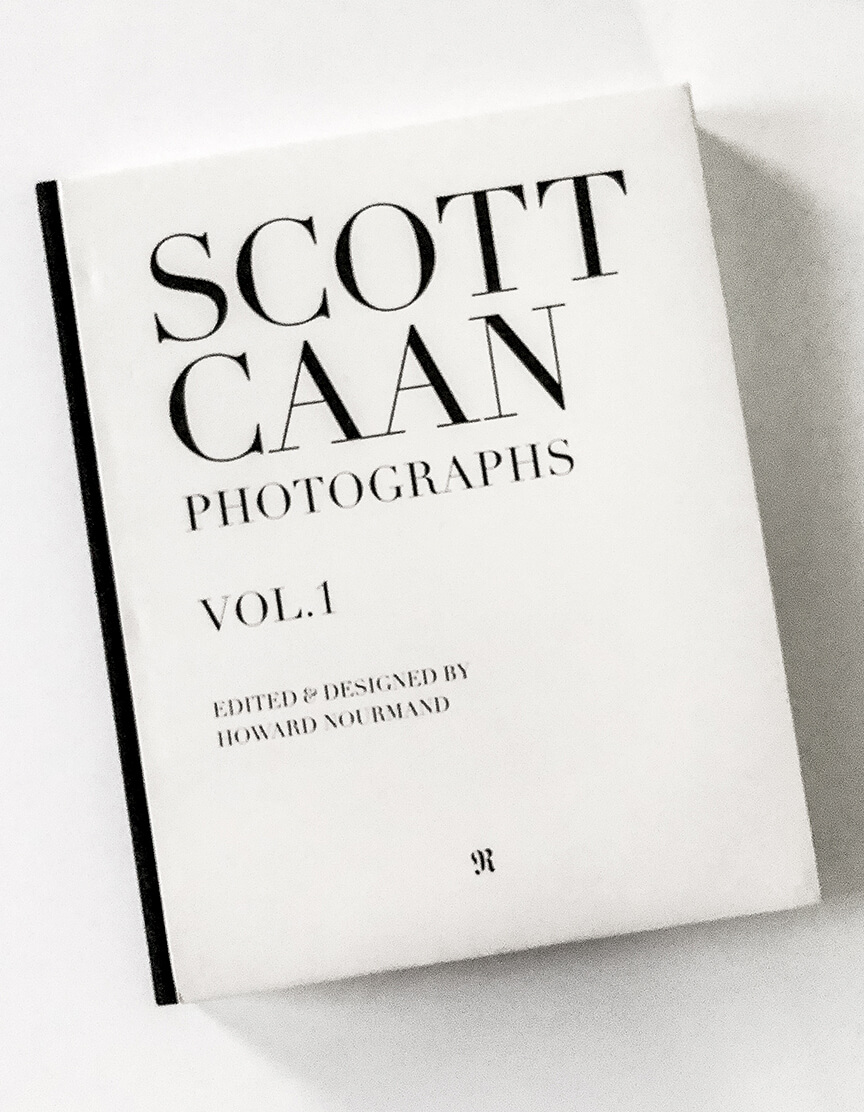 SCOTT
CAAN
PHOTOGRAPHS
VOL.1
EDITED & DESIGNED BY
HOWARD NOURMAND
R